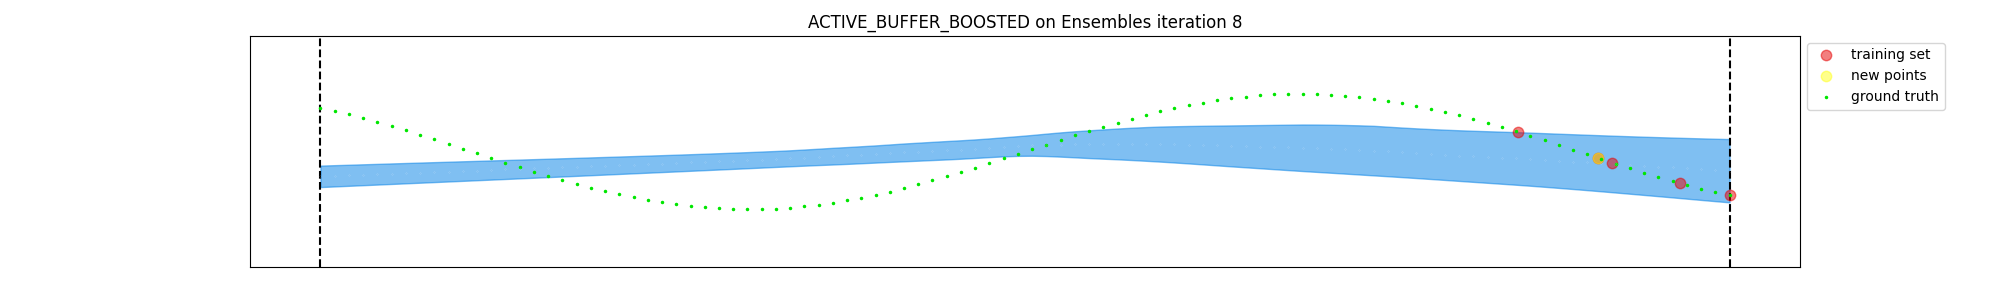 ACTIVE_BUFFER_BOOSTED on Ensembles iteration 8
training set
new points
ground truth